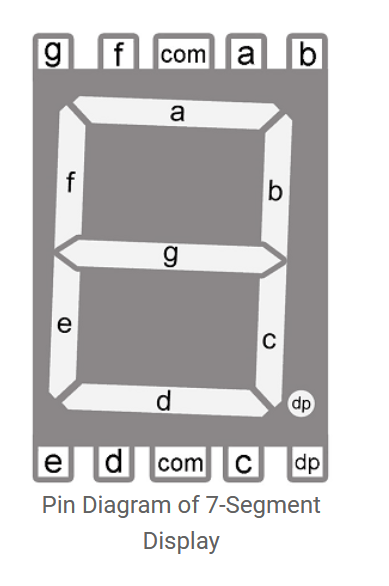 g f com a b
a
f
b
g
e
c
d
dp
e d com c dp
Pin Diagram of 7-Segment
Display